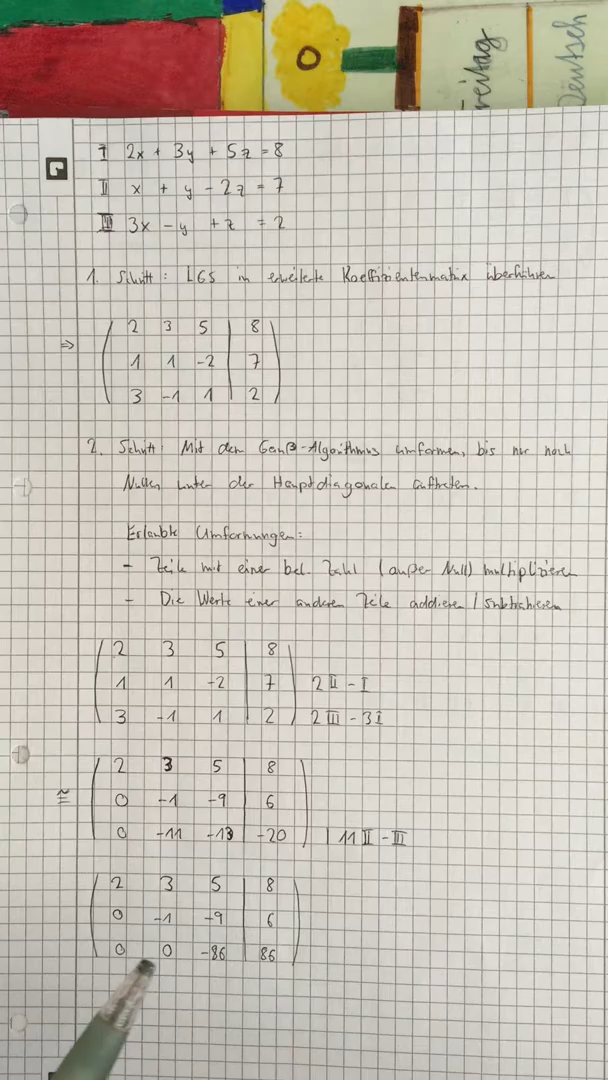 reitag
Deutsch
I 2x + 3y + 5z = 8
II x + y - 2z = 7
III 3x - y + z = 2
1. Schritt: LGS in erweiterte Koeffizientenmatrix überführen
⇒
2 3 5 | 8
1 1 -2 | 7
3 -1 1 | 2
2. Schritt: Mit dem Gauß-Algorithmus umformen, bis nur noch
Nullen unter der Hauptdiagonalen auftreten.
Erlaubte Umformungen:
- Zeile mit einer bel. Zahl (außer Null) multiplizieren
- Die Werte einer anderen Zeile addieren / subtrahieren
2 3 5 | 8
1 1 -2 | 7 2II - I
3 -1 1 | 2 2III - 3I
2 3 5 | 8
≅ 0 -1 -9 | 6
0 -11 -13 | -20 | 11II - III
2 3 5 | 8
0 -1 -9 | 6
0 0 -86 | 86